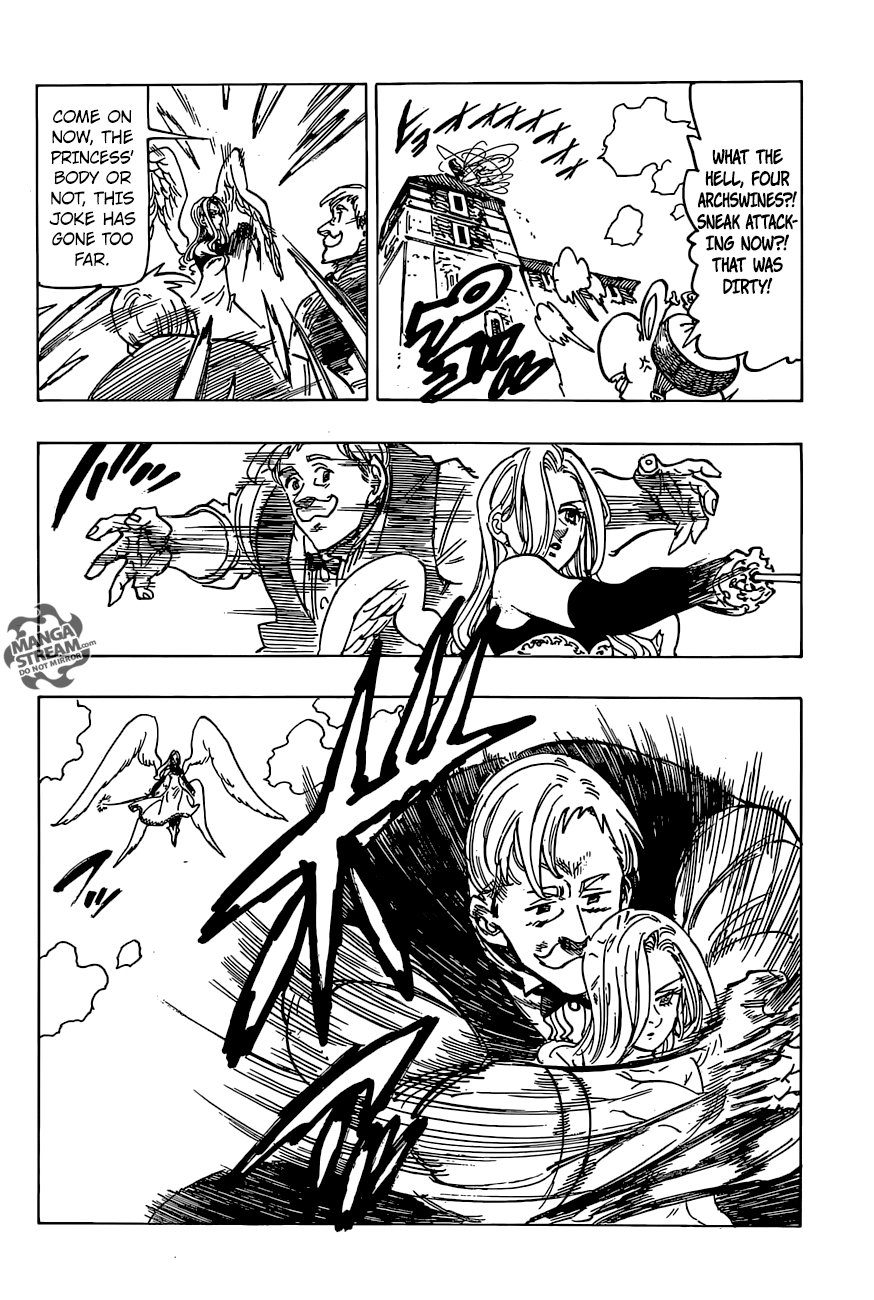 WHAT THE
HELL, FOUR
ARCHSWINES?!
SNEAK ATTACK-
ING NOW?!
THAT WAS
DIRTY!
COME ON
NOW, THE
PRINCESS'
BODY OR
NOT, THIS
JOKE HAS
GONE TOO
FAR.
MANGA
STREAM.com
DO NOT MIRROR